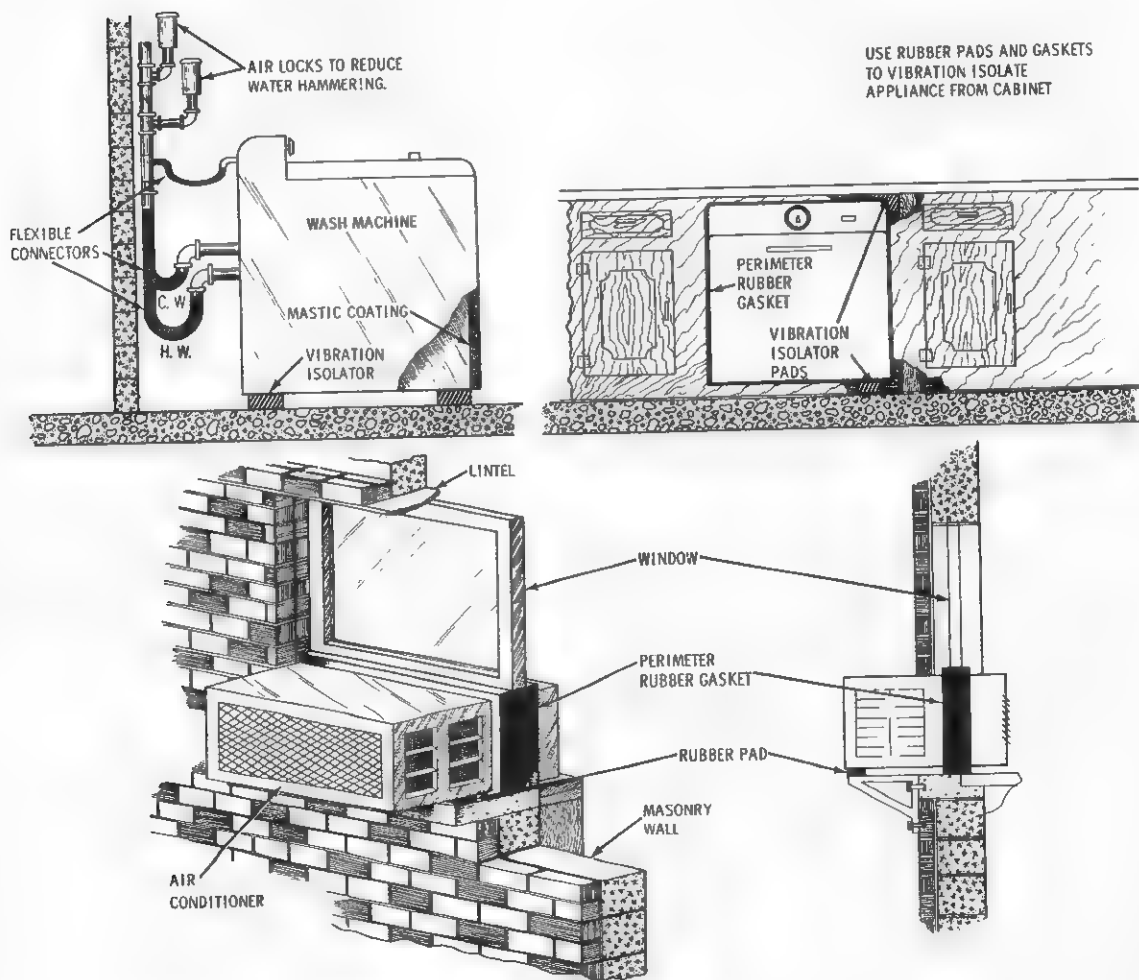 AIR LOCKS TO REDUCE
WATER HAMMERING.
USE RUBBER PADS AND GASKETS
TO VIBRATION ISOLATE
APPLIANCE FROM CABINET
WASH MACHINE
FLEXIBLE
CONNECTORS
C. W
H. W.
MASTIC COATING
VIBRATION
ISOLATOR
PERIMETER
RUBBER
GASKET
VIBRATION
ISOLATOR
PADS
LINTEL
WINDOW
PERIMETER
RUBBER GASKET
RUBBER PAD
MASONRY
WALL
AIR
CONDITIONER